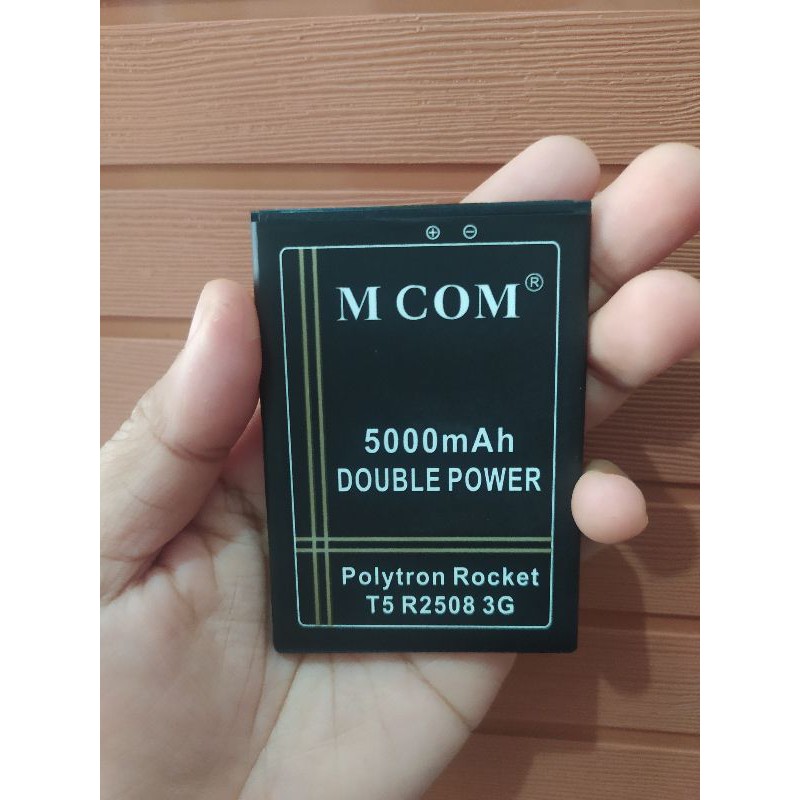 ⊕ ⊖
M COM®
5000mAh
DOUBLE POWER
Polytron Rocket
T5 R2508 3G